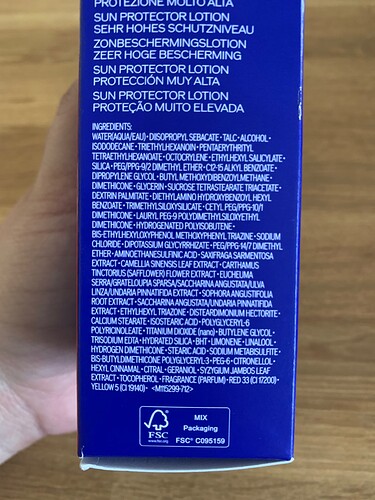 PROTEZIONE MOLTO ALTA
SUN PROTECTOR LOTION
SEHR HOHES SCHUTZNIVEAU
ZONBESCHERMINGSLOTION
ZEER HOGE BESCHERMING
SUN PROTECTOR LOTION
PROTECCIÓN MUY ALTA
SUN PROTECTOR LOTION
PROTEÇÃO MUITO ELEVADA
INGREDIENTS:
WATER(AQUA/EAU)・DIISOPROPYL SEBACATE・TALC・ALCOHOL・
ISODODECANE・TRIETHYLHEXANOIN・PENTAERYTHRITYL
TETRAETHYLHEXANOATE・OCTOCRYLENE・ETHYLHEXYL SALICYLATE・
SILICA・PEG/PPG-9/2 DIMETHYL ETHER・C12-15 ALKYL BENZOATE・
DIPROPYLENE GLYCOL・BUTYL METHOXYDIBENZOYLMETHANE・
DIMETHICONE・GLYCERIN・SUCROSE TETRASTEARATE TRIACETATE・
DEXTRIN PALMITATE・DIETHYLAMINO HYDROXYBENZOYL HEXYL
BENZOATE・TRIMETHYLSILOXYSILICATE・CETYL PEG/PPG-10/1
DIMETHICONE・LAURYL PEG-9 POLYDIMETHYLSILOXYETHYL
DIMETHICONE・HYDROGENATED POLYISOBUTENE・
BIS-ETHYLHEXYLOXYPHENOL METHOXYPHENYL TRIAZINE・SODIUM
CHLORIDE・DIPOTASSIUM GLYCYRRHIZATE・PEG/PPG-14/7 DIMETHYL
ETHER・AMINOETHANESULFINIC ACID・SAXIFRAGA SARMENTOSA
EXTRACT・CAMELLIA SINENSIS LEAF EXTRACT・CARTHAMUS
TINCTORIUS (SAFFLOWER) FLOWER EXTRACT・EUCHEUMA
SERRA/GRATELOUPIA SPARSA/SACCHARINA ANGUSTATA/ULVA
LINZA/UNDARIA PINNATIFIDA EXTRACT・SOPHORA ANGUSTIFOLIA
ROOT EXTRACT・SACCHARINA ANGUSTATA/UNDARIA PINNATIFIDA
EXTRACT・ETHYLHEXYL TRIAZONE・DISTEARDIMONIUM HECTORITE・
CALCIUM STEARATE・ISOSTEARIC ACID・POLYGLYCERYL-6
POLYRICINOLEATE・TITANIUM DIOXIDE (nano)・BUTYLENE GLYCOL・
TRISODIUM EDTA・HYDRATED SILICA・BHT・LIMONENE・LINALOOL・
HYDROGEN DIMETHICONE・STEARIC ACID・SODIUM METABISULFITE・
BIS-BUTYLDIMETHICONE POLYGLYCERYL-3・PEG-6・CITRONELLOL・
HEXYL CINNAMAL・CITRAL・GERANIOL・SYZYGIUM JAMBOS LEAF
EXTRACT・TOCOPHEROL・FRAGRANCE (PARFUM)・RED 33 (CI 17200)・
YELLOW 5 (CI 19140)・ <M115299-712>
FSC
www.fsc.org
MIX
Packaging
FSC® C095159